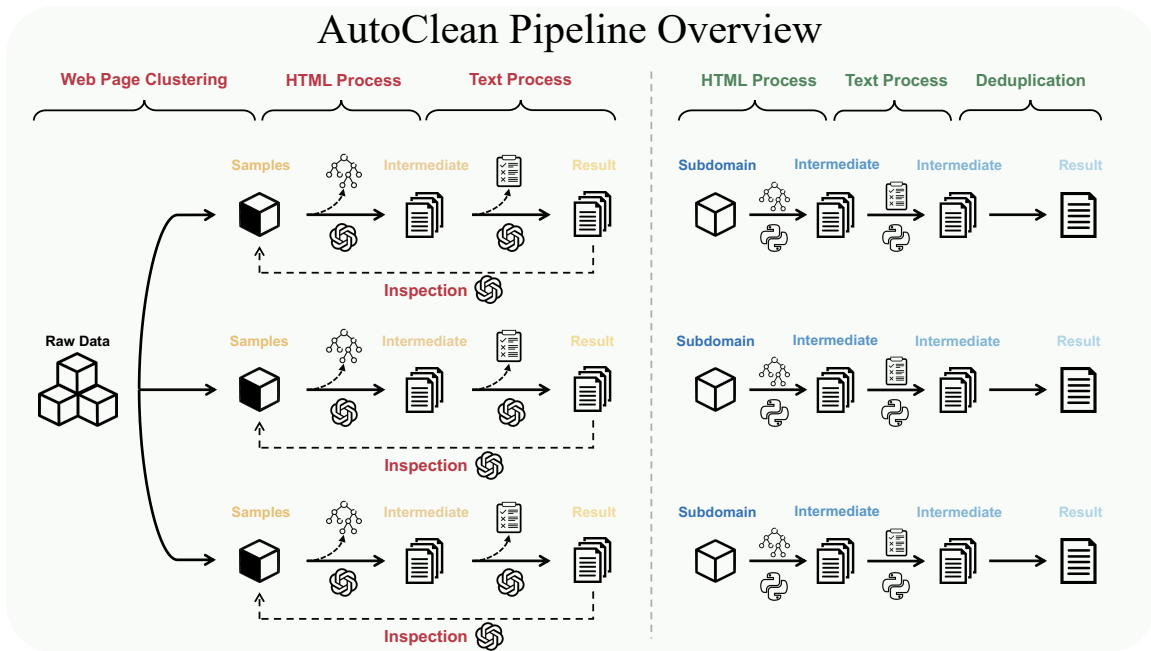 AutoClean Pipeline Overview
Web Page Clustering HTML Process Text Process HTML Process Text Process Deduplication
Samples Intermediate Result Subdomain Intermediate Intermediate Result
Inspection
Raw Data Samples Intermediate Result Subdomain Intermediate Intermediate Result
Inspection
Samples Intermediate Result Subdomain Intermediate Intermediate Result
Inspection